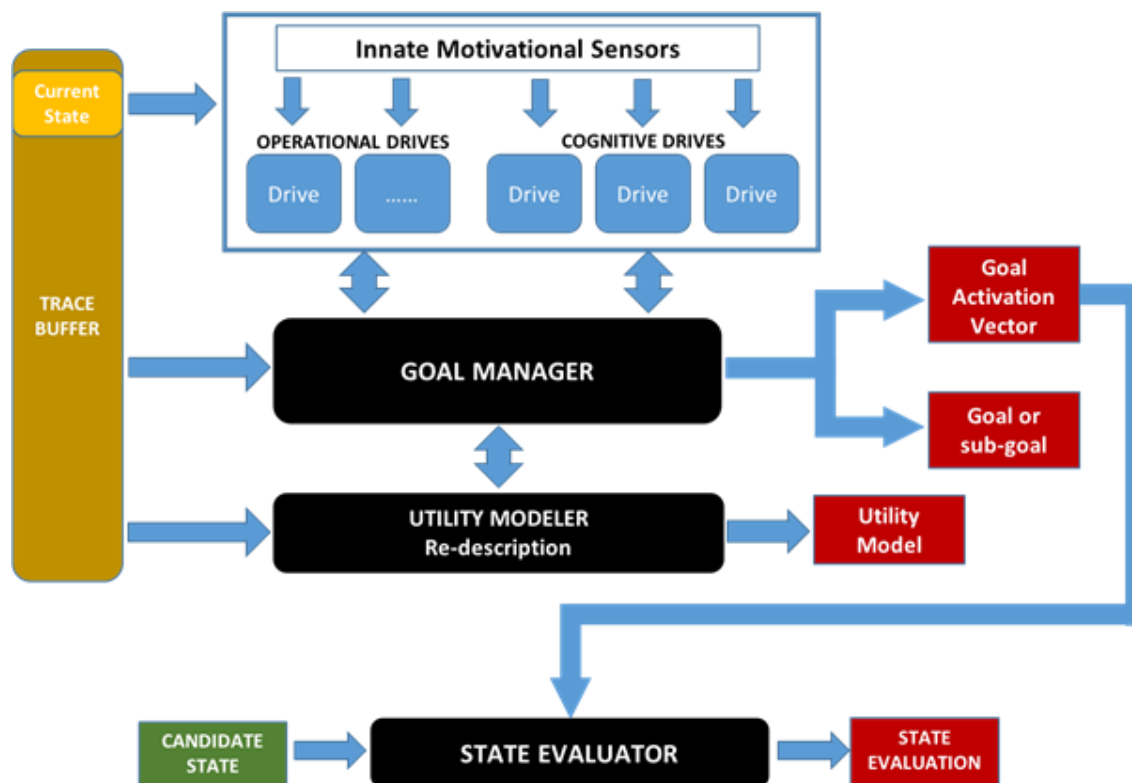 Innate Motivational Sensors
Current
State
OPERATIONAL DRIVES
COGNITIVE DRIVES
Drive
......
Drive
Drive
Drive
TRACE
BUFFER
GOAL MANAGER
Goal
Activation
Vector
Goal or
sub-goal
UTILITY MODELER
Re-description
Utility
Model
CANDIDATE
STATE
STATE EVALUATOR
STATE
EVALUATION